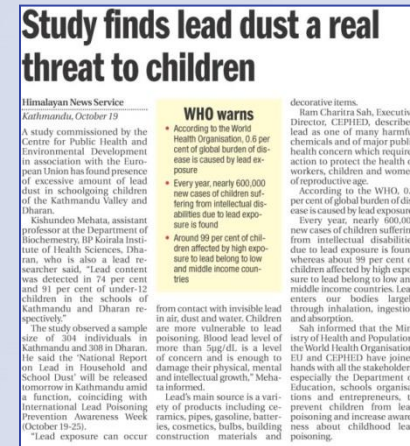 Study finds lead dust a real
threat to children
Himalayan News Service
Kathmandu, October 19
A study commissioned by the
Centre for Public Health and
Environmental Development
in association with the Euro-
pean Union has found presence
of excessive amount of lead
dust in schoolgoing children
of the Kathmandu Valley and
Dharan.
Kishundeo Mehata, assistant
professor at the Department of
Biochemestry, BP Koirala Insti-
tute of Health Sciences, Dha-
ran, who is also a lead re-
searcher said, "Lead content
was detected in 74 per cent
and 91 per cent of under-12
children in the schools of
Kathmandu and Dharan re-
spectively."
The study observed a sample
size of 304 individuals in
Kathmandu and 308 in Dharan.
He said the 'National Report
on Lead in Household and
School Dust' will be released
tomorrow in Kathmandu amid
a function, coinciding with
International Lead Poisoning
Prevention Awareness Week
(October 19-25).
"Lead exposure can occur
WHO warns
• According to the World
Health Organisation, 0.6 per
cent of global burden of dis-
ease is caused by lead ex-
posure
• Every year, nearly 600,000
new cases of children suf-
fering from intellectual dis-
abilities due to lead expo-
sure is found
• Around 99 per cent of chil-
dren affected by high expo-
sure to lead belong to low
and middle income coun-
tries
from contact with invisible lead
in air, dust and water. Children
are more vulnerable to lead
poisoning. Blood lead level of
more than 5µg/dl. is a level
of concern and is enough to
damage their physical, mental
and intellectual growth," Meha-
ta informed.
Lead's main source is a vari-
ety of products including ce-
ramics, pipes, gasoline, batter-
ies, cosmetics, bulbs, building
construction materials and
decorative items.
Ram Charitra Sah, Executiv
Director, CEPHED, describe
lead as one of many harmfu
chemicals and of major publi
health concern which require
action to protect the health o
workers, children and wome
of reproductive age.
According to the WHO, 0.
per cent of global burden of dis
ease is caused by lead exposure
Every year, nearly 600,00
new cases of children sufferin
from intellectual disabilitie
due to lead exposure is foun
whereas about 99 per cent o
children affected by high expo
sure to lead belong to low an
middle income countries. Lea
enters our bodies large
through inhalation, ingestio
and absorption.
Sah informed that the Min
istry of Health and Population
the World Health Organisation
EU and CEPHED have joine
hands with all the stakeholder
especially the Department o
Education, schools organisa
tions and entrepreneurs, t
prevent children from le
poisoning and increase awar
ness about childhood lea
poisoning.